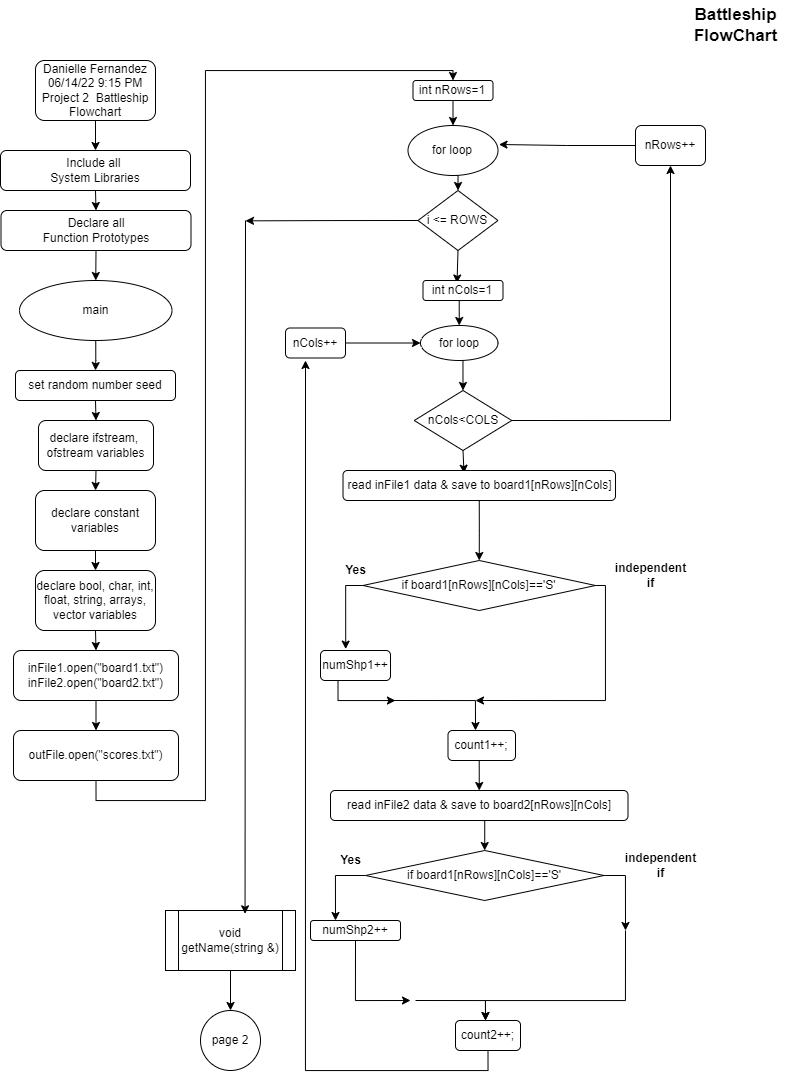 Battleship
FlowChart
Danielle Fernandez
06/14/22 9:15 PM
Project 2 Battleship
Flowchart
Include all
System Libraries
Declare all
Function Prototypes
main
set random number seed
declare ifstream,
ofstream variables
declare constant
variables
declare bool, char, int,
float, string, arrays,
vector variables
inFile1.open("board1.txt")
inFile2.open("board2.txt")
outFile.open("scores.txt")
int nRows=1
for loop
nRows++
i <= ROWS
int nCols=1
nCols++
for loop
nCols<COLS
read inFile1 data & save to board1[nRows][nCols]
Yes
if board1[nRows][nCols]=='S'
independent
if
numShp1++
count1++;
read inFile2 data & save to board2[nRows][nCols]
Yes
if board1[nRows][nCols]=='S'
independent
if
numShp2++
count2++;
void
getName(string &)
page 2